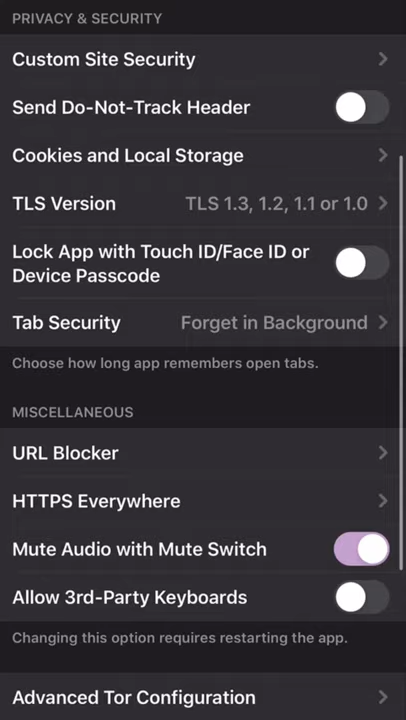 PRIVACY & SECURITY
Custom Site Security
Send Do-Not-Track Header
Cookies and Local Storage
TLS Version TLS 1.3, 1.2, 1.1 or 1.0
Lock App with Touch ID/Face ID or
Device Passcode
Tab Security Forget in Background
Choose how long app remembers open tabs.
MISCELLANEOUS
URL Blocker
HTTPS Everywhere
Mute Audio with Mute Switch
Allow 3rd-Party Keyboards
Changing this option requires restarting the app.
Advanced Tor Configuration